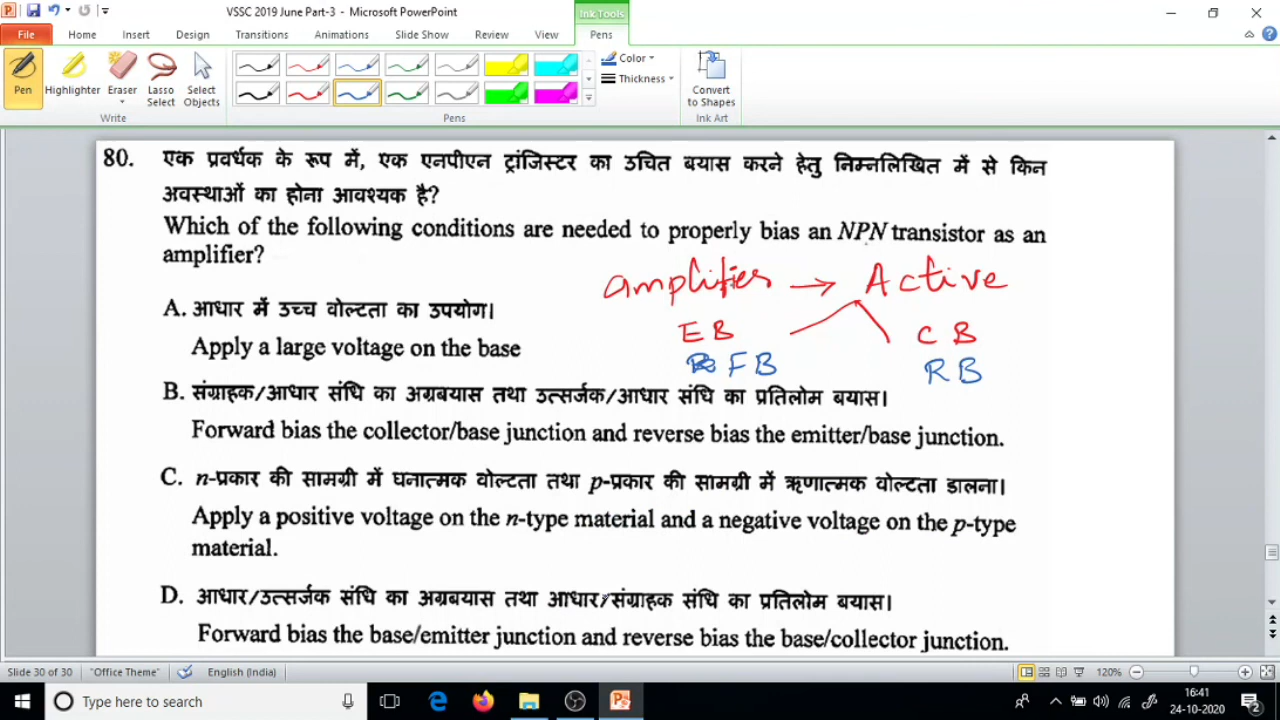 VSSC 2019 June Part-3 - Microsoft PowerPoint
Ink Tools
File Home Insert Design Transitions Animations Slide Show Review View Pens
Pen Highlighter Eraser Lasso Select Select Objects
Color
Thickness
Convert to Shapes
Write Pens Ink Art
80. एक प्रवर्धक के रूप में, एक एनपीएन ट्रांजिस्टर का उचित बयास करने हेतु निम्नलिखित में से किन
अवस्थाओं का होना आवश्यक है?
Which of the following conditions are needed to properly bias an NPN transistor as an
amplifier?
amplifies → Active
A. आधार में उच्च वोल्टता का उपयोग।
EB CB
Apply a large voltage on the base
FB RB
B. संग्राहक/आधार संधि का अग्रबयास तथा उत्सर्जक/आधार संधि का प्रतिलोम बयास।
Forward bias the collector/base junction and reverse bias the emitter/base junction.
C. n-प्रकार की सामग्री में घनात्मक वोल्टता तथा p-प्रकार की सामग्री में ऋणात्मक वोल्टता डालना।
Apply a positive voltage on the n-type material and a negative voltage on the p-type
material.
D. आधार/उत्सर्जक संधि का अग्रबयास तथा आधार/संग्राहक संधि का प्रतिलोम बयास।
Forward bias the base/emitter junction and reverse bias the base/collector junction.
Slide 30 of 30 "Office Theme" English (India) 120%
Type here to search
16:41
24-10-2020
2